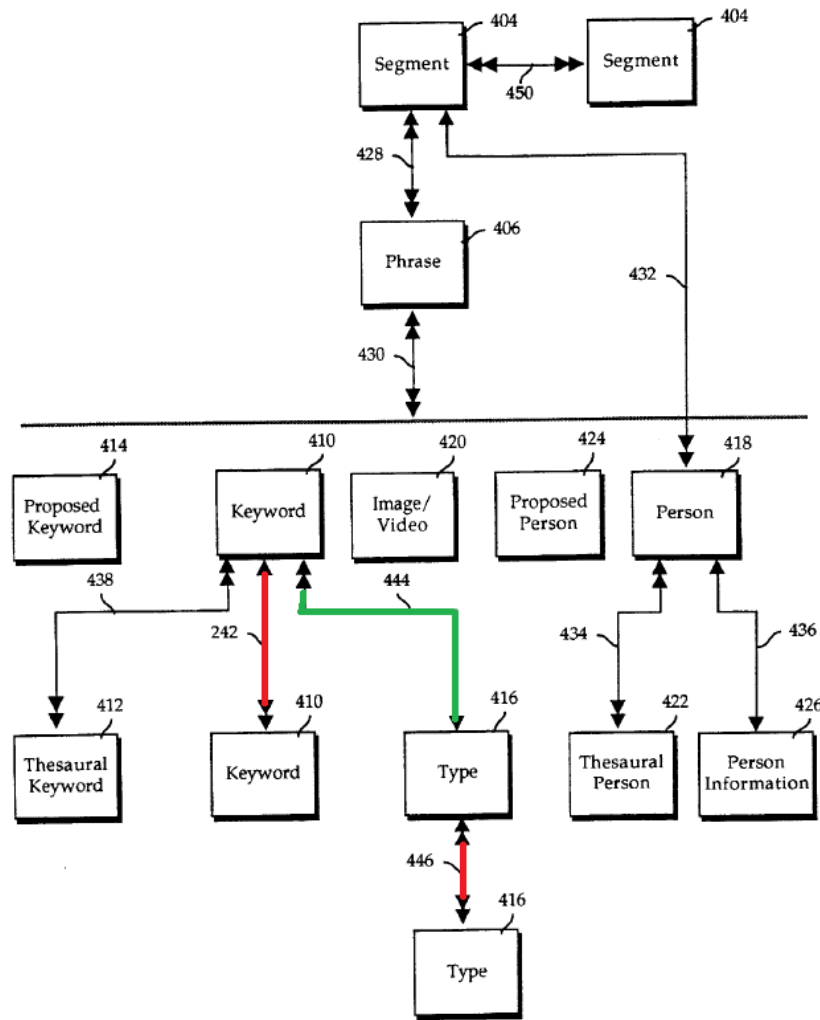 404
404
Segment
Segment
450
428
406
Phrase
432
430
414
410
420
424
418
Proposed
Keyword
Keyword
Image/
Video
Proposed
Person
Person
438
444
242
434
436
412
410
416
422
426
Thesaural
Keyword
Keyword
Type
Thesaural
Person
Person
Information
446
416
Type